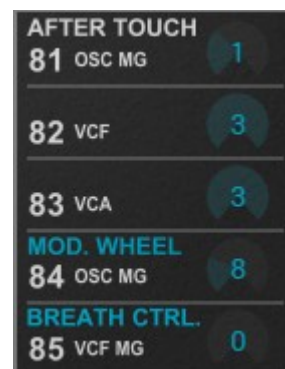 AFTER TOUCH
81 OSC MG 1
82 VCF 3
83 VCA 3
MOD. WHEEL
84 OSC MG 8
BREATH CTRL.
85 VCF MG 0